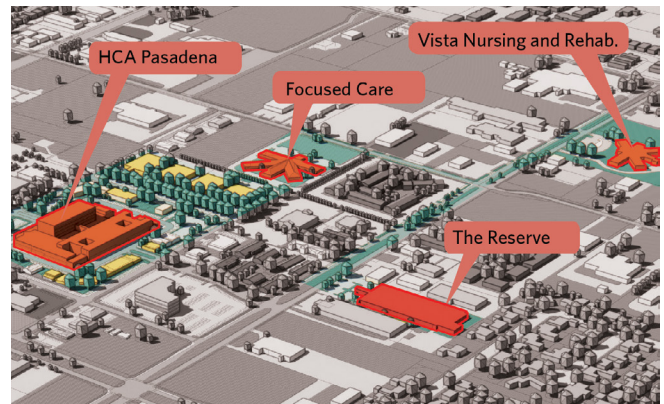 Vista Nursing and Rehab.
HCA Pasadena
Focused Care
The Reserve